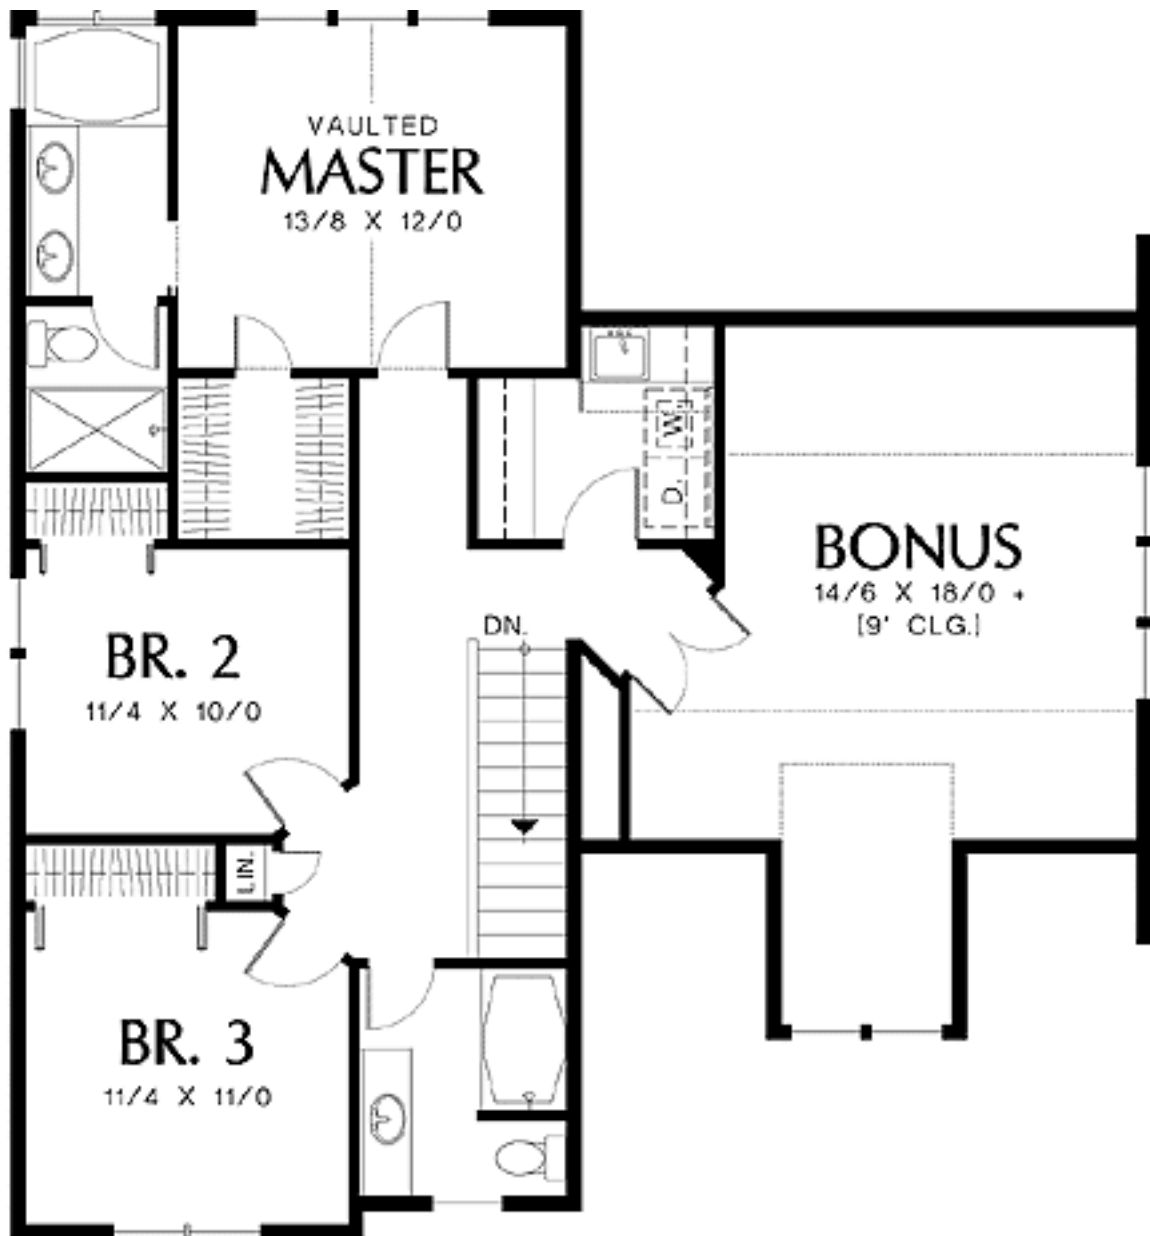 VAULTED
MASTER
13/8 X 12/0
W.
D.
BONUS
14/6 X 18/0 +
(9' CLG.)
DN.
BR. 2
11/4 X 10/0
LIN.
BR. 3
11/4 X 11/0